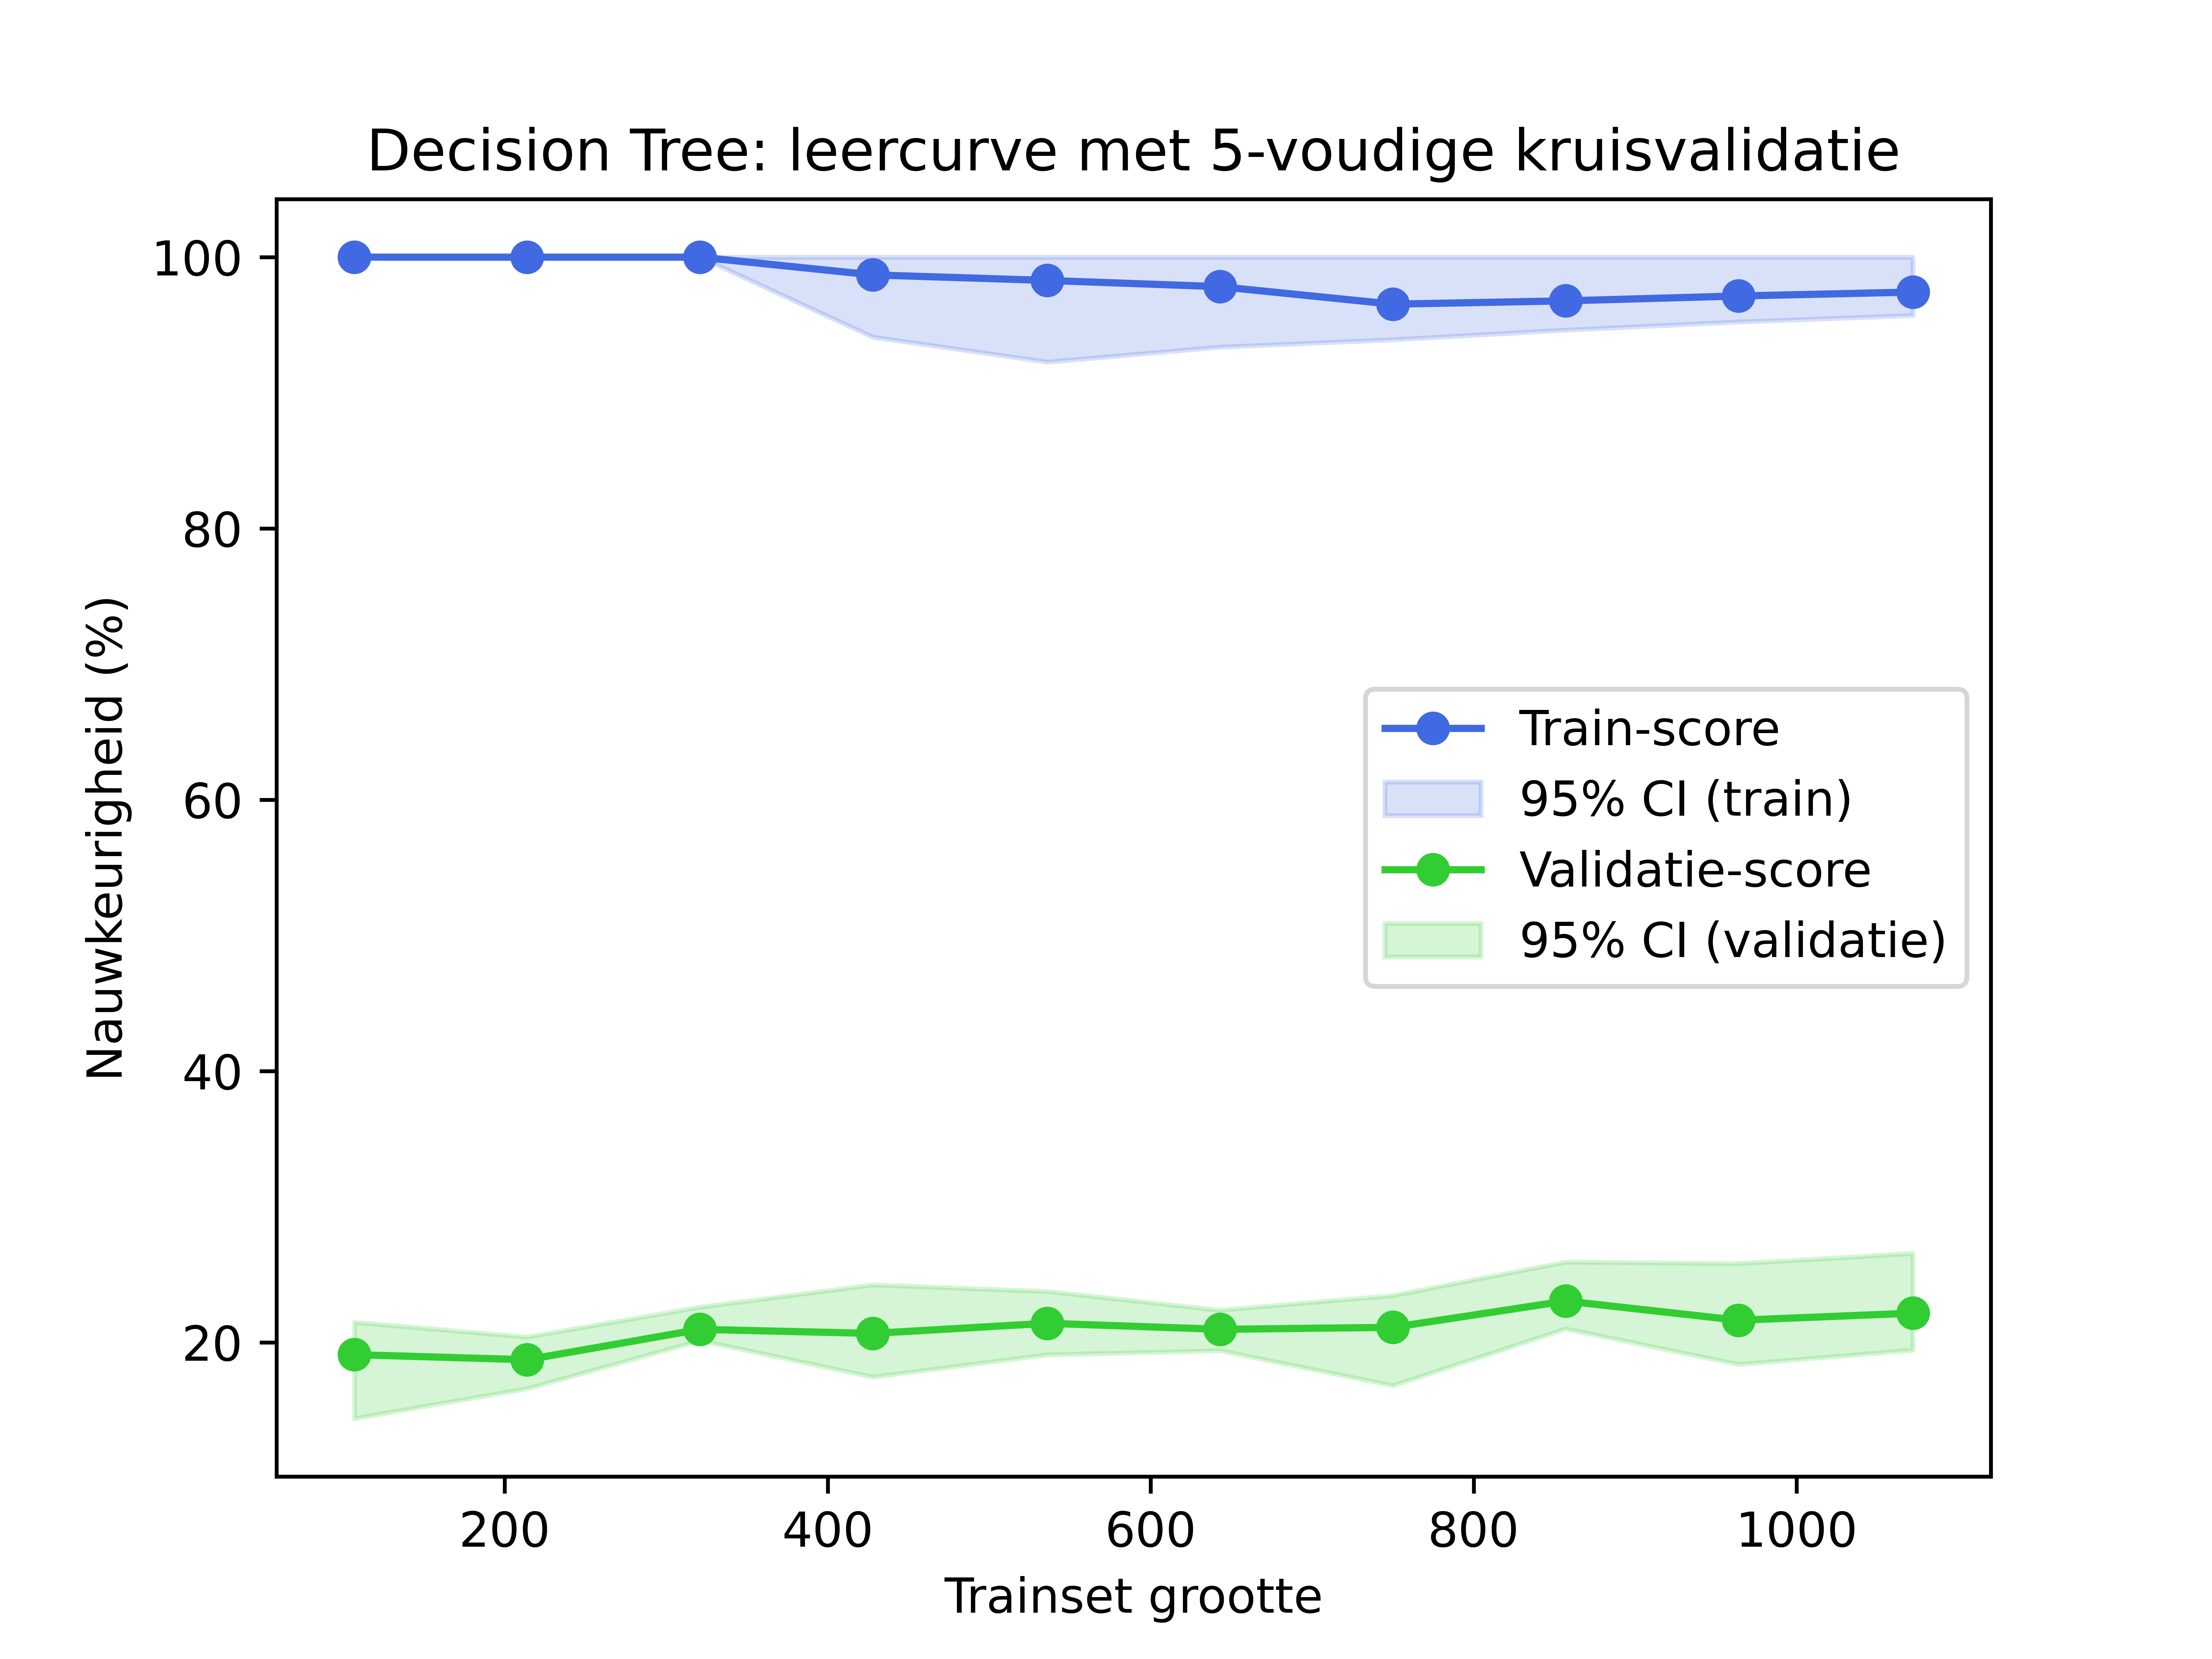 Decision Tree: leercurve met 5-voudige kruisvalidatie
100
80
60
40
20
Nauwkeurigheid (%)
Train-score
95% CI (train)
Validatie-score
95% CI (validatie)
200 400 600 800 1000
Trainset grootte